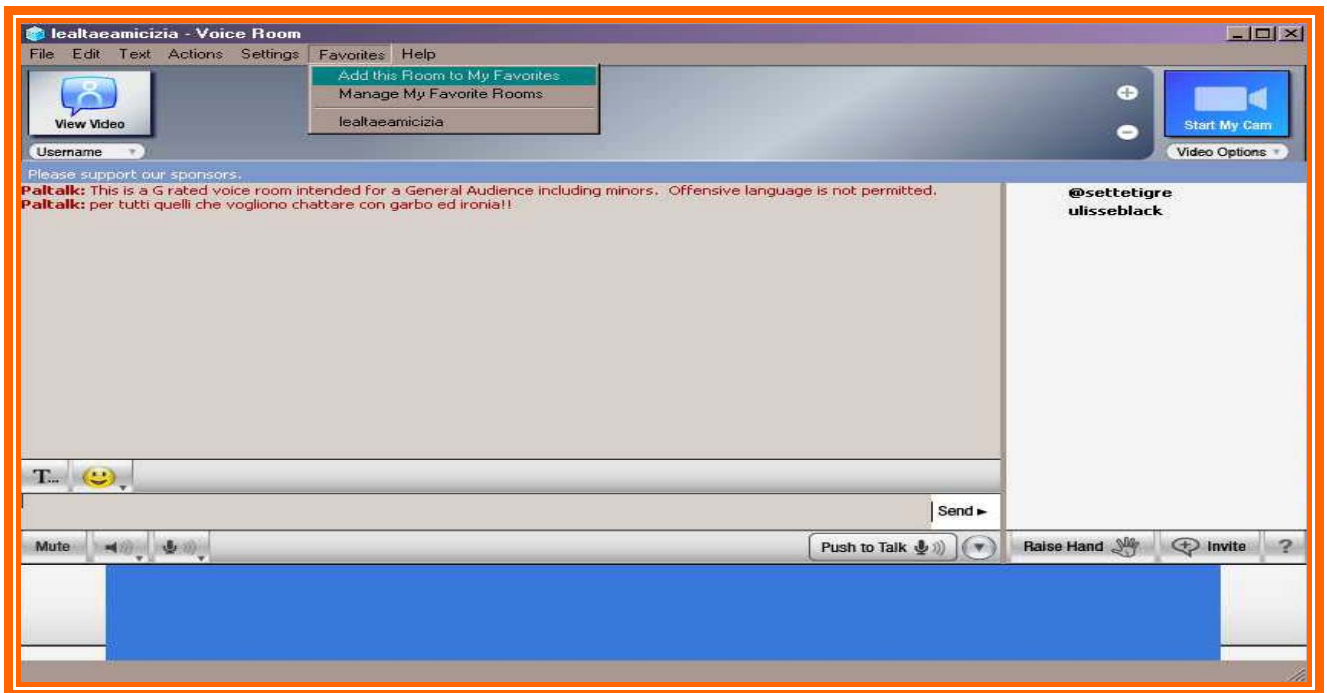 lealtaeamicizia - Voice Room
File Edit Text Actions Settings Favorites Help
Add this Room to My Favorites
Manage My Favorite Rooms
lealtaeamicizia
View Video
Username
Start My Cam
Video Options
Please support our sponsors.
Paltalk: This is a G rated voice room intended for a General Audience including minors. Offensive language is not permitted.
Paltalk: per tutti quelli che vogliono chattare con garbo ed ironia!!
@settetigre
ulisseblack
T...
Send
Mute
Push to Talk
Raise Hand
Invite ?